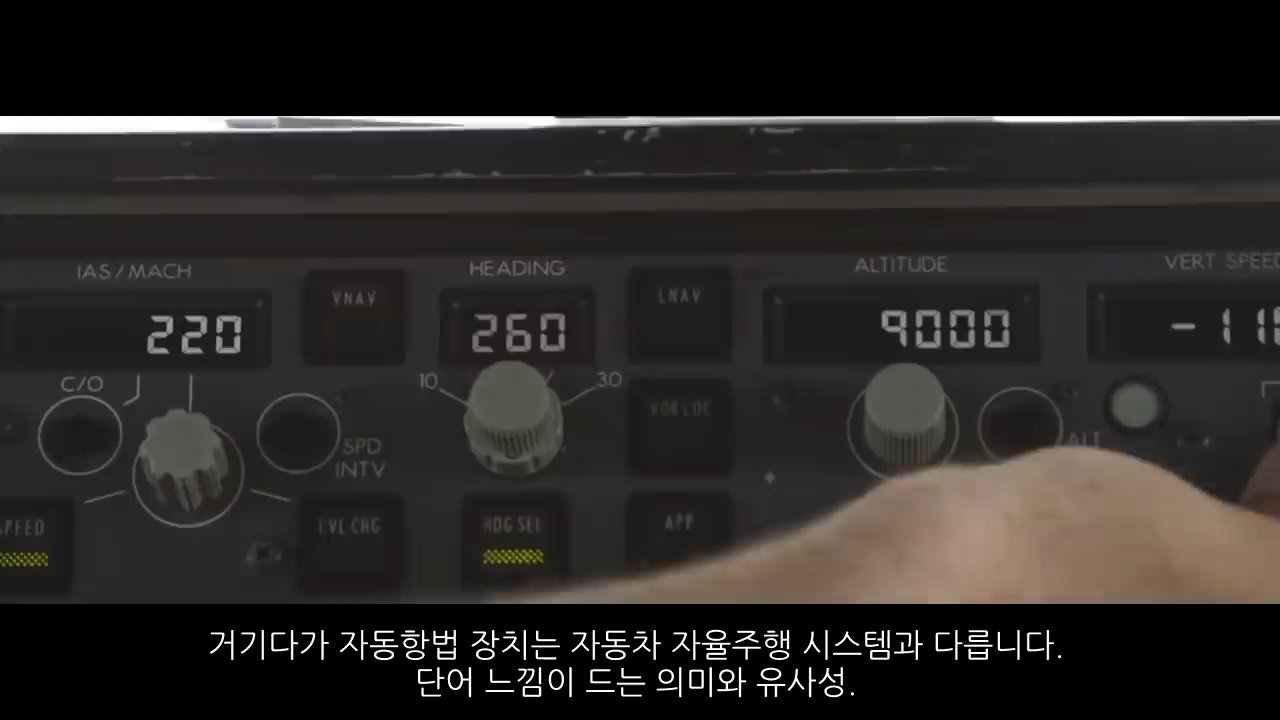 IAS/MACH
HEADING
ALTITUDE
VERT SPEED
VNAV
LNAV
220
260
9000
C/O
10
30
VOR LOC
SPD
INTV
ALT
SPEED
LVL CHG
HDG SEL
APP
거기다가 자동항법 장치는 자동차 자율주행 시스템과 다릅니다.
단어 느낌이 드는 의미와 유사성.